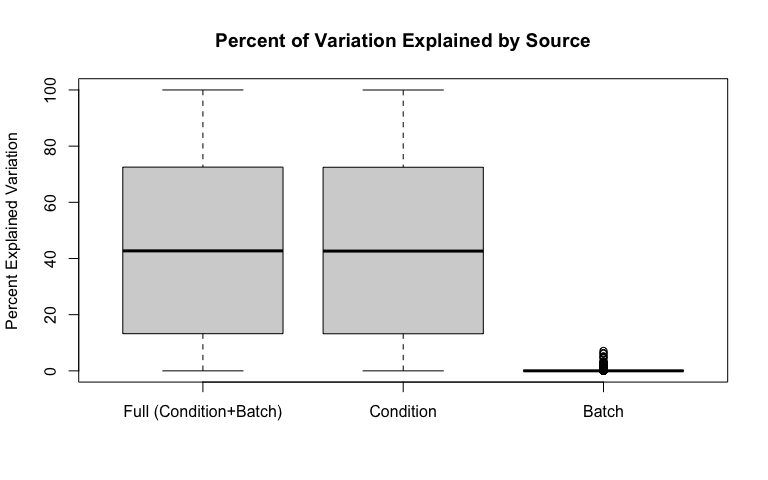 Percent of Variation Explained by Source
Percent Explained Variation
100
80
60
40
20
0
Full (Condition+Batch) Condition Batch